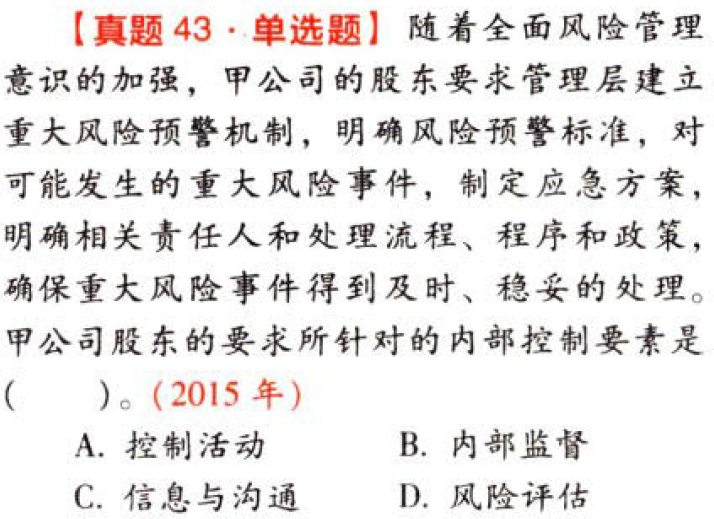 【真题 43 · 单选题】 随着全面风险管理
意识的加强，甲公司的股东要求管理层建立
重大风险预警机制，明确风险预警标准，对
可能发生的重大风险事件，制定应急方案，
明确相关责任人和处理流程、程序和政策，
确保重大风险事件得到及时、稳妥的处理。
甲公司股东的要求所针对的内部控制要素是
(　　)。(2015 年)
A. 控制活动　　B. 内部监督
C. 信息与沟通　　D. 风险评估